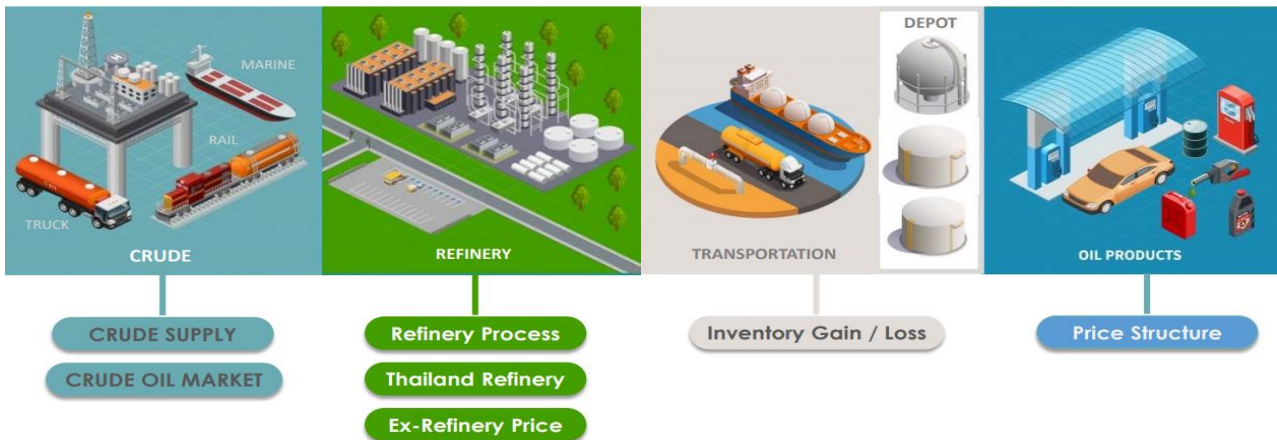 MARINE
RAIL
TRUCK
CRUDE
CRUDE SUPPLY
CRUDE OIL MARKET
REFINERY
Refinery Process
Thailand Refinery
Ex-Refinery Price
DEPOT
TRANSPORTATION
Inventory Gain / Loss
OIL PRODUCTS
Price Structure